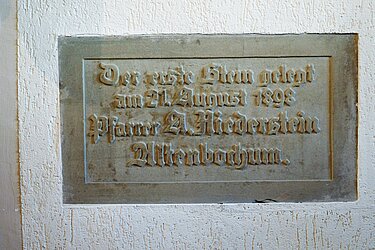 Der erste Stein gelegt
am 21. August 1898
Pfarrer A. Niederstein
Altenbochum.